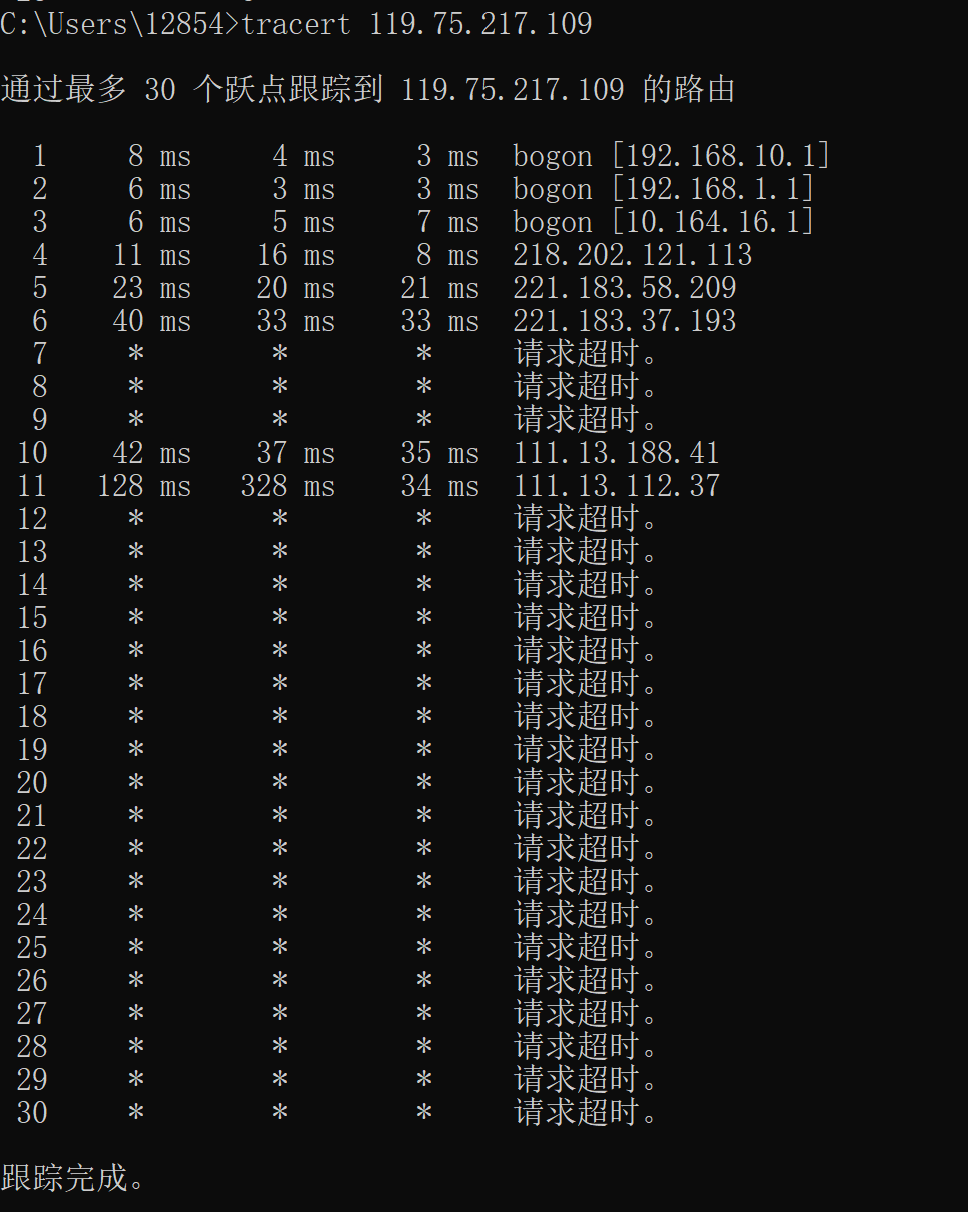 C:\Users\12854>tracert 119.75.217.109
通过最多 30 个跃点跟踪到 119.75.217.109 的路由
1 8 ms 4 ms 3 ms bogon [192.168.10.1]
2 6 ms 3 ms 3 ms bogon [192.168.1.1]
3 6 ms 5 ms 7 ms bogon [10.164.16.1]
4 11 ms 16 ms 8 ms 218.202.121.113
5 23 ms 20 ms 21 ms 221.183.58.209
6 40 ms 33 ms 33 ms 221.183.37.193
7 * * * 请求超时。
8 * * * 请求超时。
9 * * * 请求超时。
10 42 ms 37 ms 35 ms 111.13.188.41
11 128 ms 328 ms 34 ms 111.13.112.37
12 * * * 请求超时。
13 * * * 请求超时。
14 * * * 请求超时。
15 * * * 请求超时。
16 * * * 请求超时。
17 * * * 请求超时。
18 * * * 请求超时。
19 * * * 请求超时。
20 * * * 请求超时。
21 * * * 请求超时。
22 * * * 请求超时。
23 * * * 请求超时。
24 * * * 请求超时。
25 * * * 请求超时。
26 * * * 请求超时。
27 * * * 请求超时。
28 * * * 请求超时。
29 * * * 请求超时。
30 * * * 请求超时。
跟踪完成。